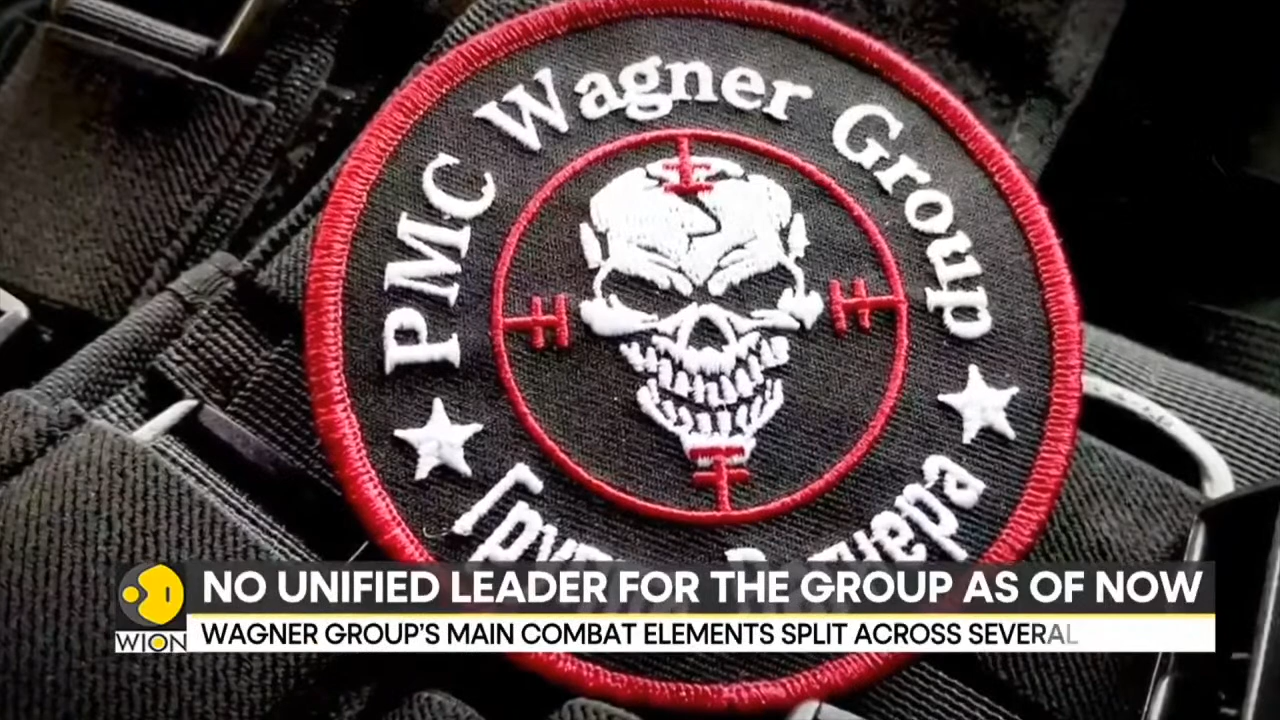 PMC Wagner Group
NO UNIFIED LEADER FOR THE GROUP AS OF NOW
WION
WAGNER GROUP'S MAIN COMBAT ELEMENTS SPLIT ACROSS SEVERAL